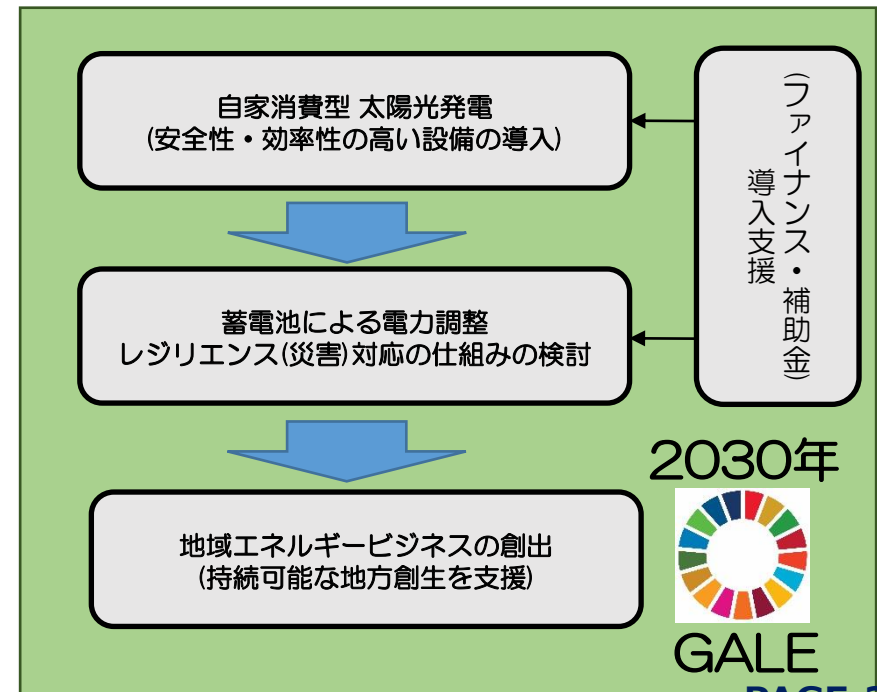 自家消費型 太陽光発電
(安全性・効率性の高い設備の導入)
(ファイナンス・補助金)
導入支援
蓄電池による電力調整
レジリエンス(災害)対応の仕組みの検討
2030年
地域エネルギービジネスの創出
(持続可能な地方創生を支援)
GALE